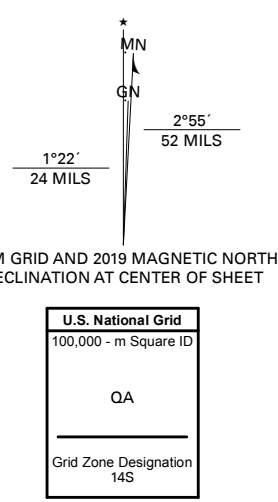 ★
MN
GN
2°55´
52 MILS
1°22´
24 MILS
M GRID AND 2019 MAGNETIC NORTH
ECLINATION AT CENTER OF SHEET
U.S. National Grid
100,000 - m Square ID
QA
Grid Zone Designation
14S